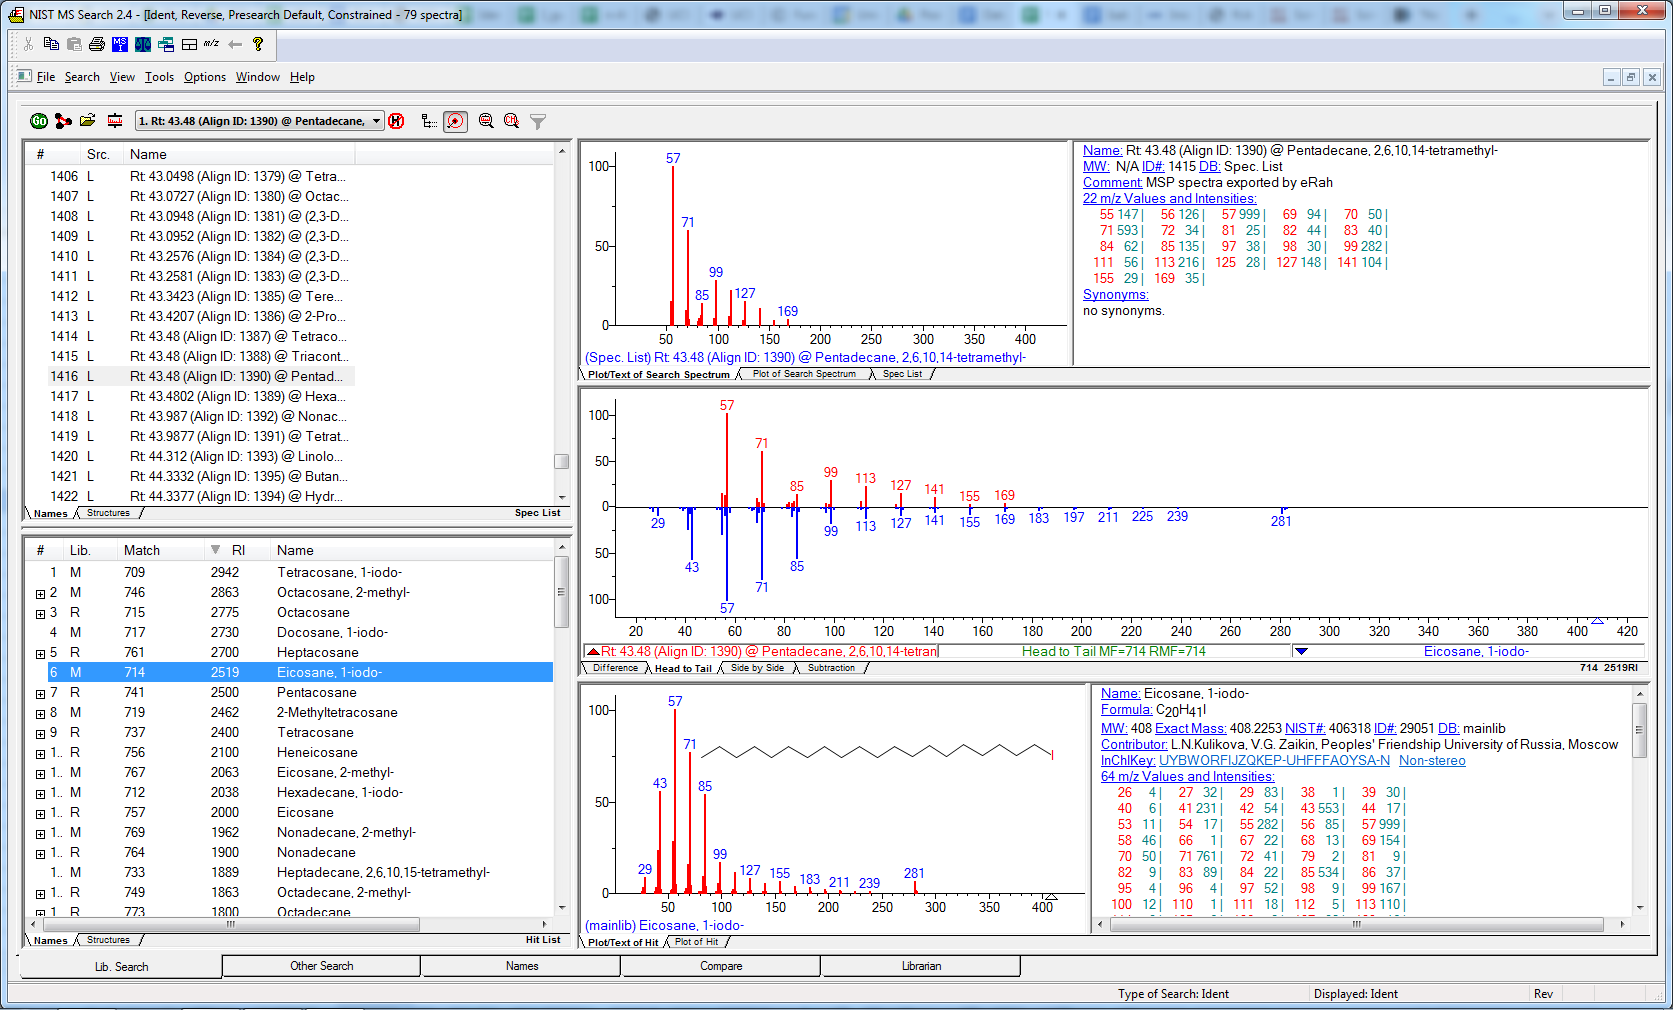 NIST MS Search 2.4 - [Ident, Reverse, Presearch Default, Constrained - 79 spectra]
File Search View Tools Options Window Help
1. Rt: 43.48 (Align ID: 1390) @ Pentadecane,
# Src. Name
1406 L Rt: 43.0498 (Align ID: 1379) @ Tetra...
1407 L Rt: 43.0727 (Align ID: 1380) @ Octac...
1408 L Rt: 43.0948 (Align ID: 1381) @ (2,3-D...
1409 L Rt: 43.0952 (Align ID: 1382) @ (2,3-D...
1410 L Rt: 43.2576 (Align ID: 1384) @ (2,3-D...
1411 L Rt: 43.2581 (Align ID: 1383) @ (2,3-D...
1412 L Rt: 43.3423 (Align ID: 1385) @ Tere...
1413 L Rt: 43.4207 (Align ID: 1386) @ 2-Pro...
1414 L Rt: 43.48 (Align ID: 1387) @ Tetraco...
1415 L Rt: 43.48 (Align ID: 1388) @ Triacont...
1416 L Rt: 43.48 (Align ID: 1390) @ Pentad...
1417 L Rt: 43.4802 (Align ID: 1389) @ Hexa...
1418 L Rt: 43.987 (Align ID: 1392) @ Nonac...
1419 L Rt: 43.9877 (Align ID: 1391) @ Tetrat...
1420 L Rt: 44.312 (Align ID: 1393) @ Linolo...
1421 L Rt: 44.3332 (Align ID: 1395) @ Butan...
1422 L Rt: 44.3377 (Align ID: 1394) @ Hydr...
Names Structures Spec List
# Lib. Match RI Name
1 M 709 2942 Tetracosane, 1-iodo-
2 M 746 2863 Octacosane, 2-methyl-
3 R 715 2775 Octacosane
4 M 717 2730 Docosane, 1-iodo-
5 R 761 2700 Heptacosane
6 M 714 2519 Eicosane, 1-iodo-
7 R 741 2500 Pentacosane
8 M 719 2462 2-Methyltetracosane
9 R 737 2400 Tetracosane
1.. R 756 2100 Heneicosane
1.. M 767 2063 Eicosane, 2-methyl-
1.. M 712 2038 Hexadecane, 1-iodo-
1.. R 757 2000 Eicosane
1.. M 769 1962 Nonadecane, 2-methyl-
1.. R 764 1900 Nonadecane
1.. M 733 1889 Heptadecane, 2,6,10,15-tetramethyl-
1.. R 749 1863 Octadecane, 2-methyl-
1 R 773 1800 Octadecane
Names Structures Hit List
100 50 0
57 71 99 85 127 169
50 100 150 200 250 300 350 400
(Spec. List) Rt: 43.48 (Align ID: 1390) @ Pentadecane, 2,6,10,14-tetramethyl-
Plot/Text of Search Spectrum Plot of Search Spectrum Spec List
Name: Rt: 43.48 (Align ID: 1390) @ Pentadecane, 2,6,10,14-tetramethyl-
MW: N/A ID#: 1415 DB: Spec. List
Comment: MSP spectra exported by eRah
22 m/z Values and Intensities:
55 147| 56 126| 57 999| 69 94| 70 50|
71 593| 72 34| 81 25| 82 44| 83 40|
84 62| 85 135| 97 38| 98 30| 99 282|
111 56| 113 216| 125 28| 127 148| 141 104|
155 29| 169 35|
Synonyms:
no synonyms.
100 50 0 50 100
57 71 85 99 113 127 141 155 169
29 43 57 71 85 99 113 127 141 155 169 183 197 211 225 239 281
20 40 60 80 100 120 140 160 180 200 220 240 260 280 300 320 340 360 380 400 420
Rt: 43.48 (Align ID: 1390) @ Pentadecane, 2,6,10,14-tetran Head to Tail MF=714 RMF=714 Eicosane, 1-iodo-
Difference Head to Tail Side by Side Subtraction 714 2519RI
100 50 0
29 43 57 71 85 99 127 155 183 211 239 281
I
50 100 150 200 250 300 350 400
(mainlib) Eicosane, 1-iodo-
Plot/Text of Hit Plot of Hit
Name: Eicosane, 1-iodo-
Formula: C20H41I
MW: 408 Exact Mass: 408.2253 NIST#: 406318 ID#: 29051 DB: mainlib
Contributor: L.N.Kulikova, V.G. Zaikin, Peoples' Friendship University of Russia, Moscow
InChIKey: UYBWORFIJZQKEP-UHFFFAOYSA-N Non-stereo
64 m/z Values and Intensities:
26 4| 27 32| 29 83| 38 1| 39 30|
40 6| 41 231| 42 54| 43 553| 44 17|
53 11| 54 17| 55 282| 56 85| 57 999|
58 46| 66 1| 67 22| 68 13| 69 154|
70 50| 71 761| 72 41| 79 2| 81 9|
82 9| 83 89| 84 22| 85 534| 86 37|
95 4| 96 4| 97 52| 98 9| 99 167|
100 12| 110 1| 111 18| 112 5| 113 110|
Lib. Search Other Search Names Compare Librarian
Type of Search: Ident Displayed: Ident Rev